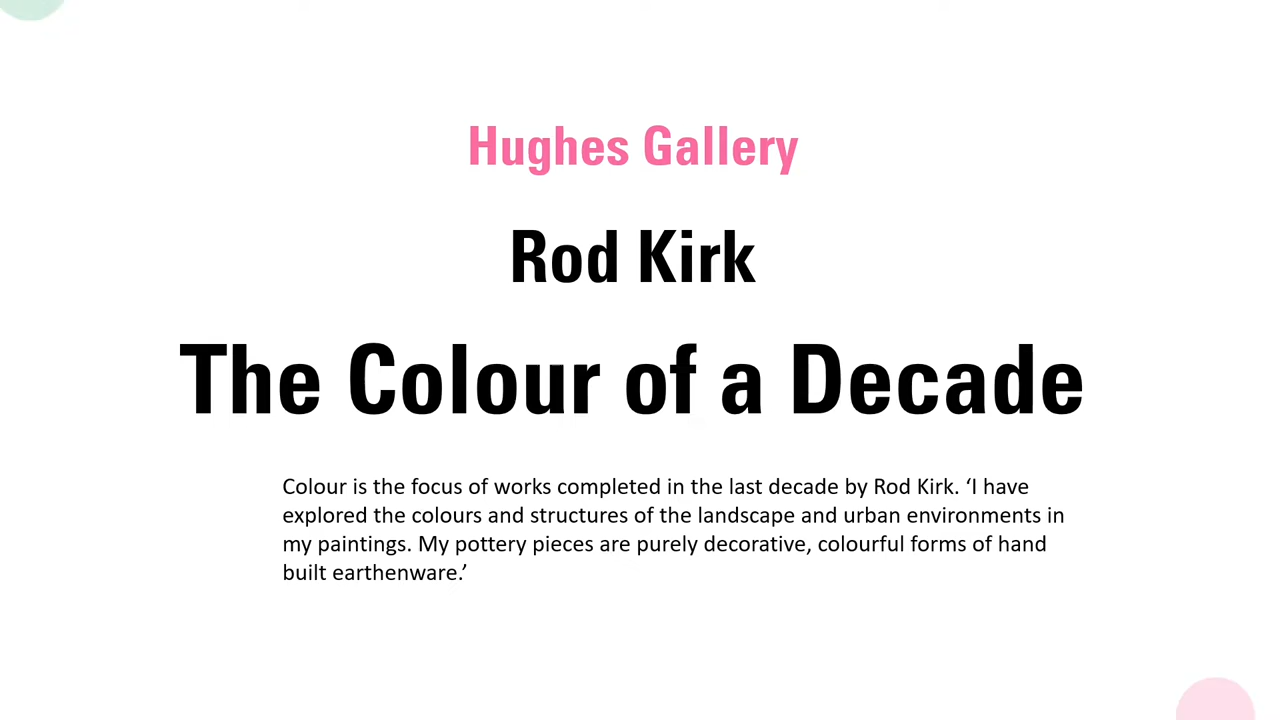 Hughes Gallery
Rod Kirk
The Colour of a Decade
Colour is the focus of works completed in the last decade by Rod Kirk. ‘I have
explored the colours and structures of the landscape and urban environments in
my paintings. My pottery pieces are purely decorative, colourful forms of hand
built earthenware.’